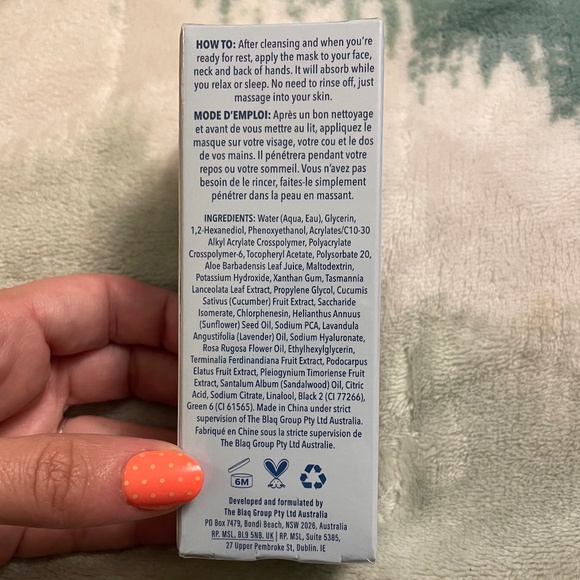 HOW TO: After cleansing and when you're
ready for rest, apply the mask to your face,
neck and back of hands. It will absorb while
you relax or sleep. No need to rinse off, just
massage into your skin.
MODE D'EMPLOI: Après un bon nettoyage
et avant de vous mettre au lit, appliquez le
masque sur votre visage, votre cou et le dos
de vos mains. Il pénétrera pendant votre
repos ou votre sommeil. Vous n'avez pas
besoin de le rincer, faites-le simplement
pénétrer dans la peau en massant.
INGREDIENTS: Water (Aqua, Eau), Glycerin,
1,2-Hexanediol, Phenoxyethanol, Acrylates/C10-30
Alkyl Acrylate Crosspolymer, Polyacrylate
Crosspolymer-6, Tocopheryl Acetate, Polysorbate 20,
Aloe Barbadensis Leaf Juice, Maltodextrin,
Potassium Hydroxide, Xanthan Gum, Tasmannia
Lanceolata Leaf Extract, Propylene Glycol, Cucumis
Sativus (Cucumber) Fruit Extract, Saccharide
Isomerate, Chlorphenesin, Helianthus Annuus
(Sunflower) Seed Oil, Sodium PCA, Lavandula
Angustifolia (Lavender) Oil, Sodium Hyaluronate,
Rosa Rugosa Flower Oil, Ethylhexylglycerin,
Terminalia Ferdinandiana Fruit Extract, Podocarpus
Elatus Fruit Extract, Pleiogynium Timoriense Fruit
Extract, Santalum Album (Sandalwood) Oil, Citric
Acid, Sodium Citrate, Linalool, Black 2 (CI 77266),
Green 6 (CI 61565). Made in China under strict
supervision of The Blaq Group Pty Ltd Australia.
Fabriqué en Chine sous la stricte supervision de
The Blaq Group Pty Ltd Australie.
6M
Developed and formulated by
The Blaq Group Pty Ltd Australia
PO Box 7479, Bondi Beach, NSW 2026, Australia
RP. MSL, BL9 5NB. UK | RP. MSL, Suite 5385,
27 Upper Pembroke St, Dublin. IE